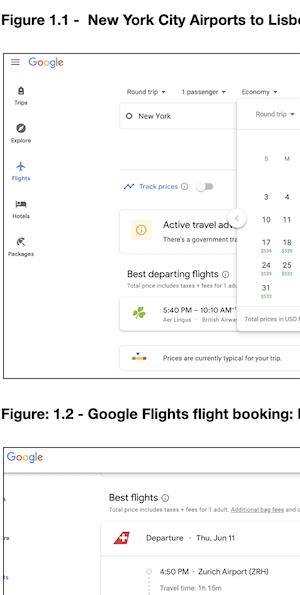 Figure 1.1 - New York City Airports to Lisbo
Google
Round trip 1 passenger Economy
Trips
New York
Round trip
Explore
S M
Flights
Track prices
3 4
Hotels
10 11
Active travel adv
There's a government tra
17 18
$539 $539
Packages
24 25
$539 $533
Best departing flights
Total price includes taxes + fees for 1 adu
31
$533
5:40 PM – 10:10 AM
Aer Lingus · British Airway
Total prices in USD f
Prices are currently typical for your trip.
Figure: 1.2 - Google Flights flight booking:
Google
Best flights
Total price includes taxes + fees for 1 adult. Additional bag fees and
re
Departure · Thu, Jun 11
ts
4:50 PM · Zurich Airport (ZRH)
Travel time: 1h 15m